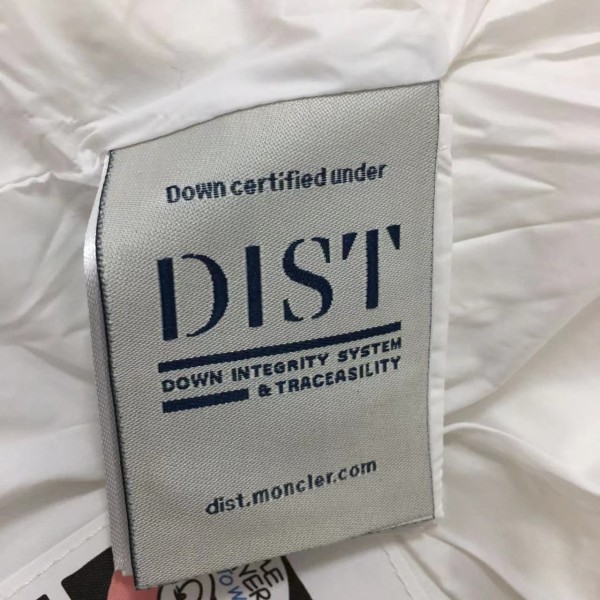 Down certified under
DIST
DOWN INTEGRITY SYSTEM
& TRACEASILITY
dist.moncler.com